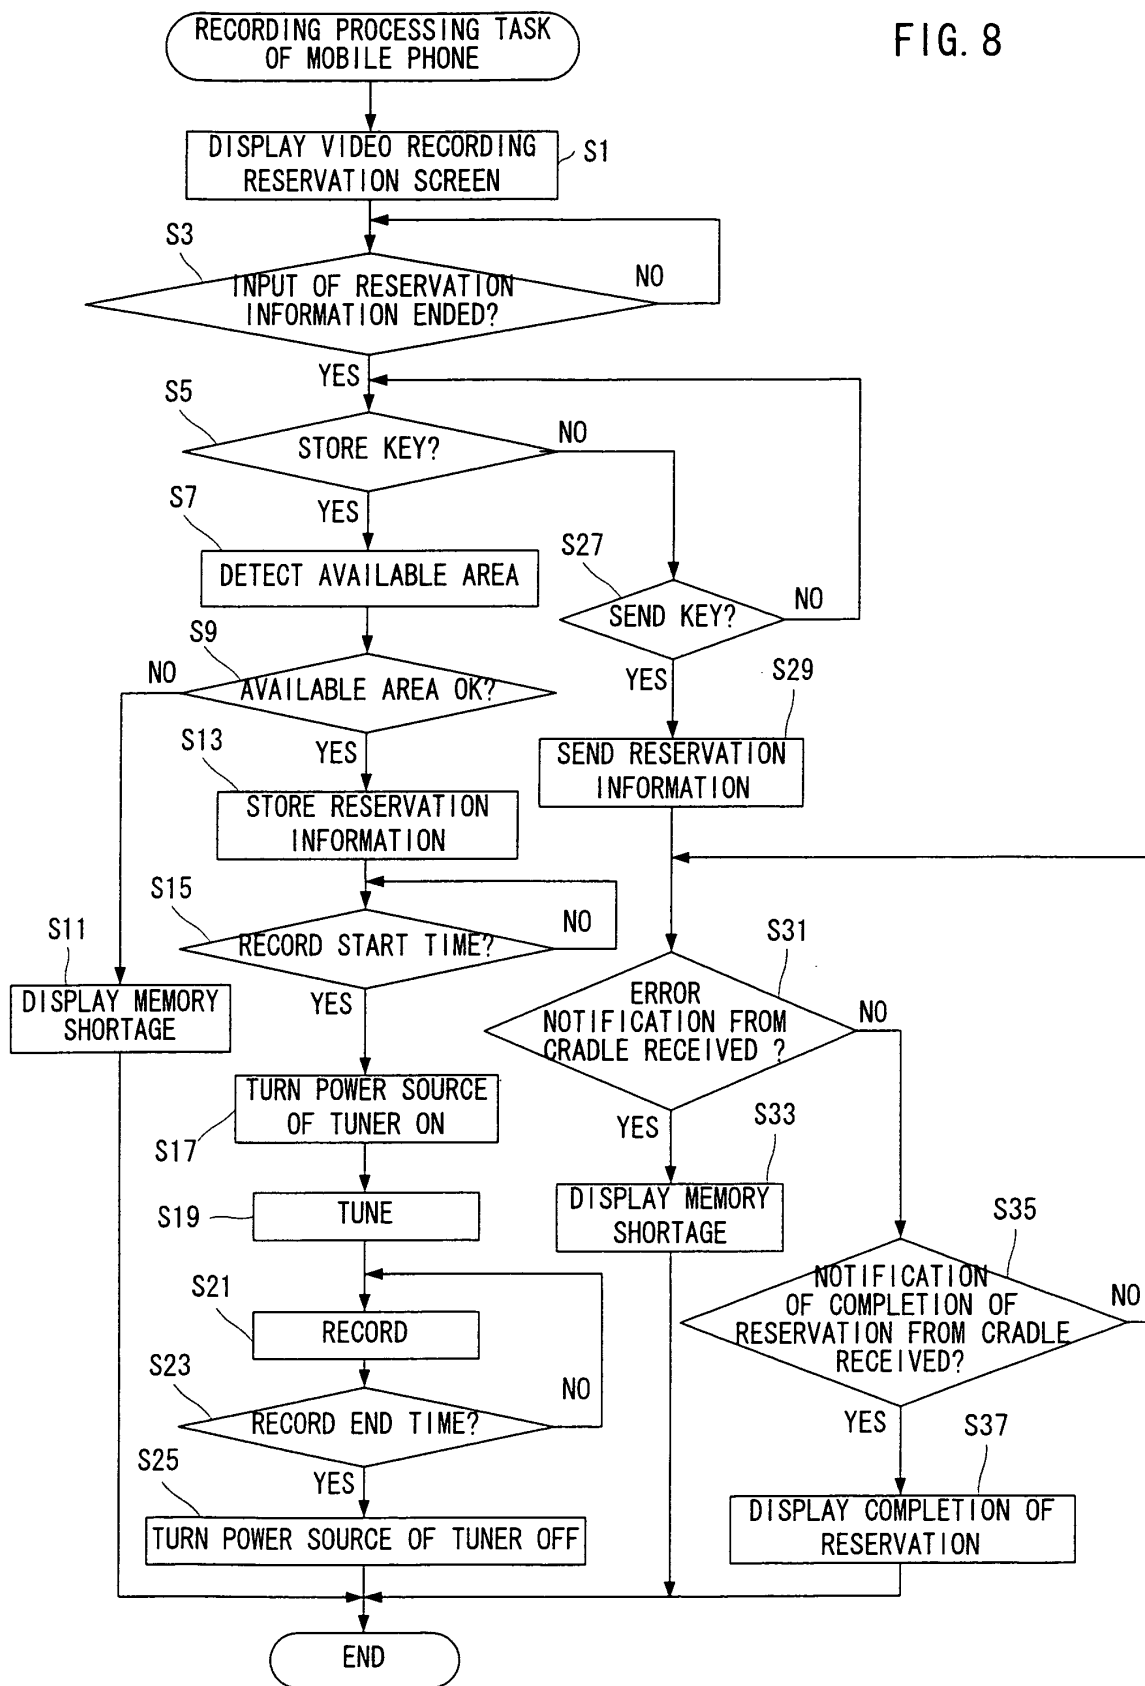 FIG. 8
RECORDING PROCESSING TASK
OF MOBILE PHONE
DISPLAY VIDEO RECORDING
RESERVATION SCREEN
S1
S3
INPUT OF RESERVATION
INFORMATION ENDED?
NO
YES
S5
STORE KEY?
NO
YES
S7
DETECT AVAILABLE AREA
S27
SEND KEY?
NO
YES
S9
NO
AVAILABLE AREA OK?
YES
S29
SEND RESERVATION
INFORMATION
S13
STORE RESERVATION
INFORMATION
S15
RECORD START TIME?
NO
YES
S11
DISPLAY MEMORY
SHORTAGE
S31
ERROR
NOTIFICATION FROM
CRADLE RECEIVED ?
NO
YES
TURN POWER SOURCE
OF TUNER ON
S17
S33
DISPLAY MEMORY
SHORTAGE
S19
TUNE
S35
NOTIFICATION
OF COMPLETION OF
RESERVATION FROM CRADLE
RECEIVED?
NO
YES
S21
RECORD
S23
RECORD END TIME?
NO
YES
S25
TURN POWER SOURCE OF TUNER OFF
S37
DISPLAY COMPLETION OF
RESERVATION
END